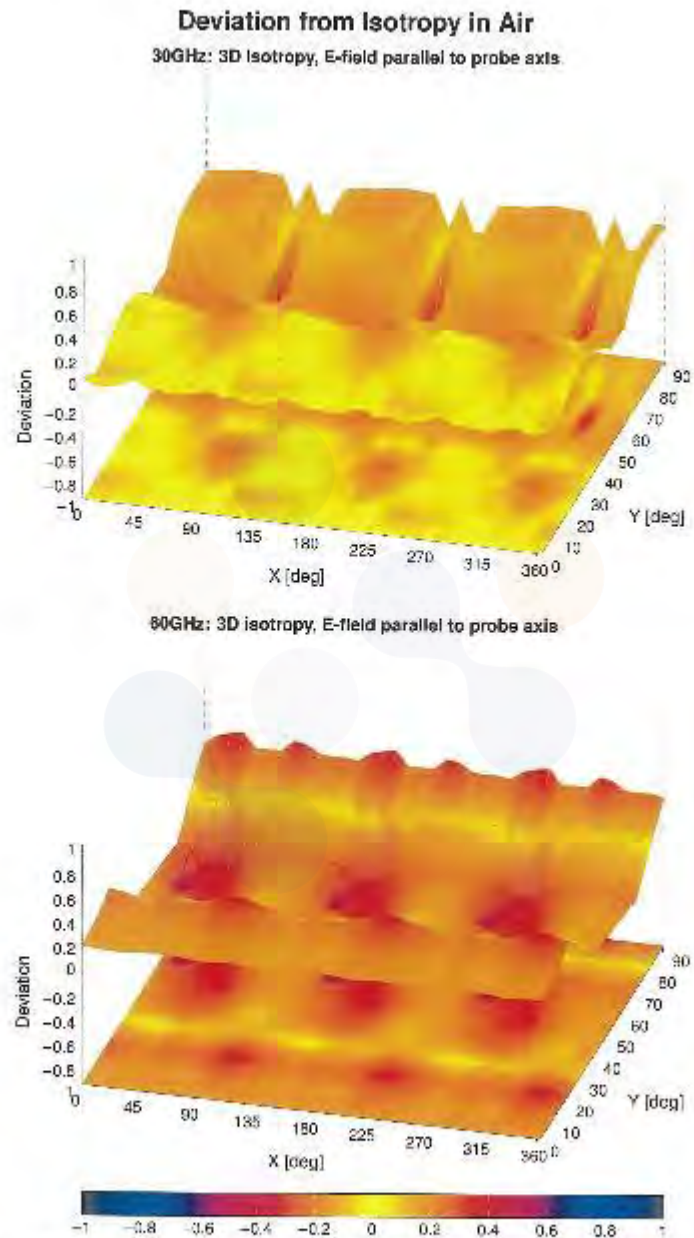 Deviation from Isotropy in Air
30GHz: 3D Isotropy, E-field parallel to probe axis
1
0.8
0.6
0.4
0.2
0
-0.2
-0.4
-0.6
-0.8
-1
Deviation
0 45 90 135 180 225 270 315 360
X [deg]
0 10 20 30 40 50 60 70 80 90
Y [deg]
60GHz: 3D isotropy, E-field parallel to probe axis
1
0.8
0.6
0.4
0.2
0
-0.2
-0.4
-0.6
-0.8
Deviation
0 45 90 135 180 225 270 315 360
X [deg]
0 10 20 30 40 50 60 70 80 90
Y [deg]
-1 -0.8 -0.6 -0.4 -0.2 0 0.2 0.4 0.6 0.8 1